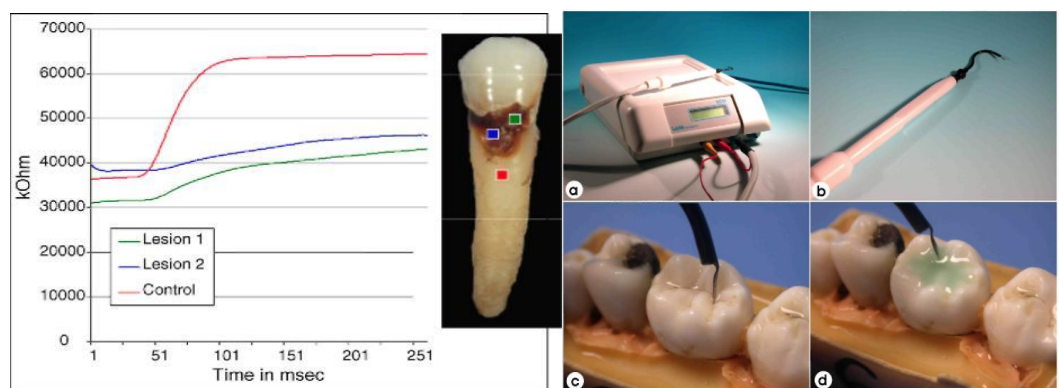 70000
60000
50000
40000
30000
20000
10000
0
kOhm
Lesion 1
Lesion 2
Control
1 51 101 151 201 251
Time in msec
a
b
c
d